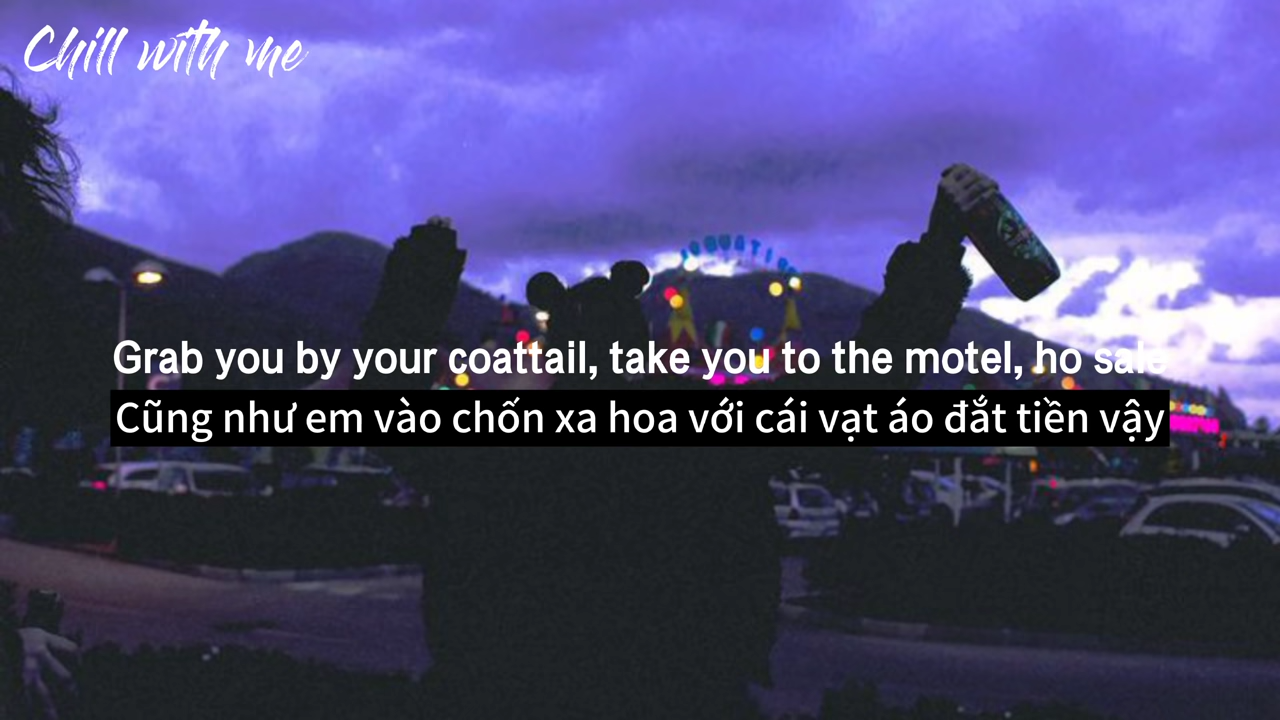 Chill with me
Grab you by your coattail, take you to the motel, ho sale
Cũng như em vào chốn xa hoa với cái vạt áo đắt tiền vậy